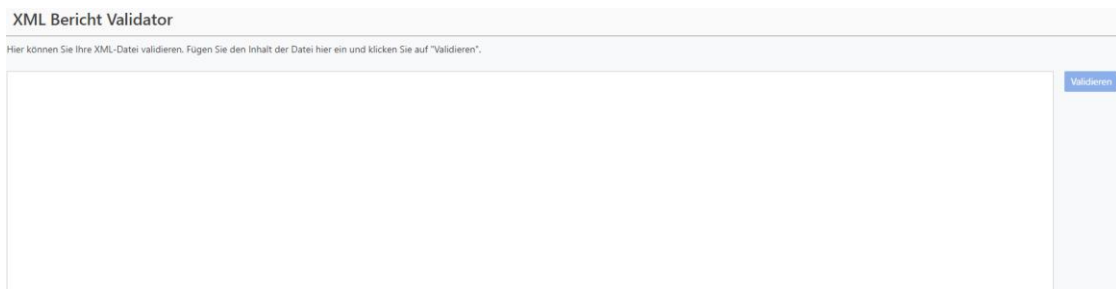 XML Bericht Validator
Hier können Sie Ihre XML-Datei validieren. Fügen Sie den Inhalt der Datei hier ein und klicken Sie auf "Validieren".
Validieren